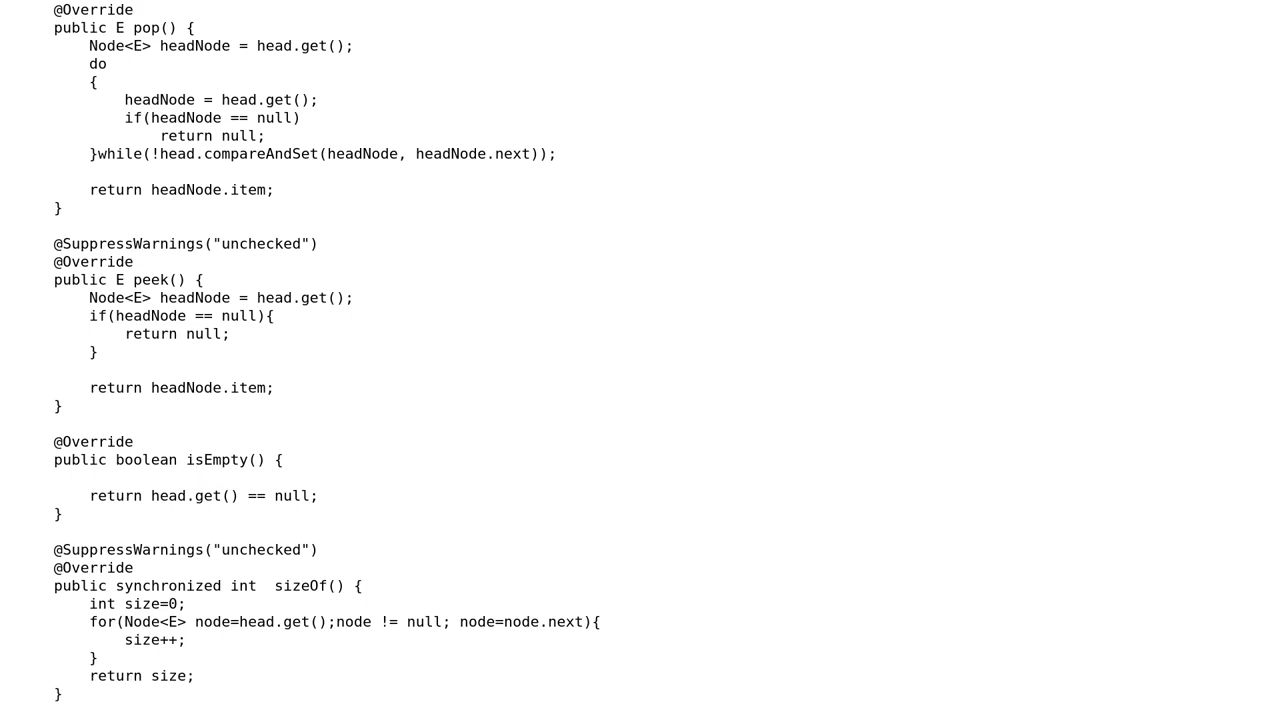 @Override
public E pop() {
    Node<E> headNode = head.get();
    do
    {
        headNode = head.get();
        if(headNode == null)
            return null;
    }while(!head.compareAndSet(headNode, headNode.next));

    return headNode.item;
}

@SuppressWarnings("unchecked")
@Override
public E peek() {
    Node<E> headNode = head.get();
    if(headNode == null){
        return null;
    }

    return headNode.item;
}

@Override
public boolean isEmpty() {

    return head.get() == null;
}

@SuppressWarnings("unchecked")
@Override
public synchronized int  sizeOf() {
    int size=0;
    for(Node<E> node=head.get();node != null; node=node.next){
        size++;
    }
    return size;
}